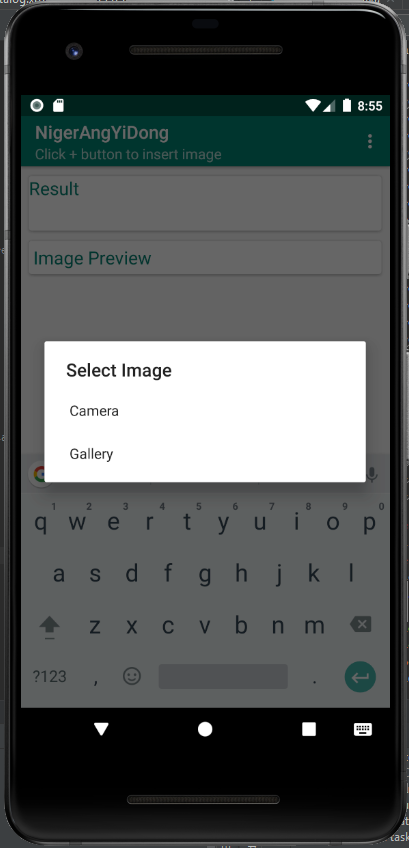 8:55
NigerAngYiDong
Click + button to insert image
Result
Image Preview
Select Image
Camera
Gallery
1 2 3 4 5 6 7 8 9 0
q w e r t y u i o p
a s d f g h j k l
z x c v b n m
?123 , .
task